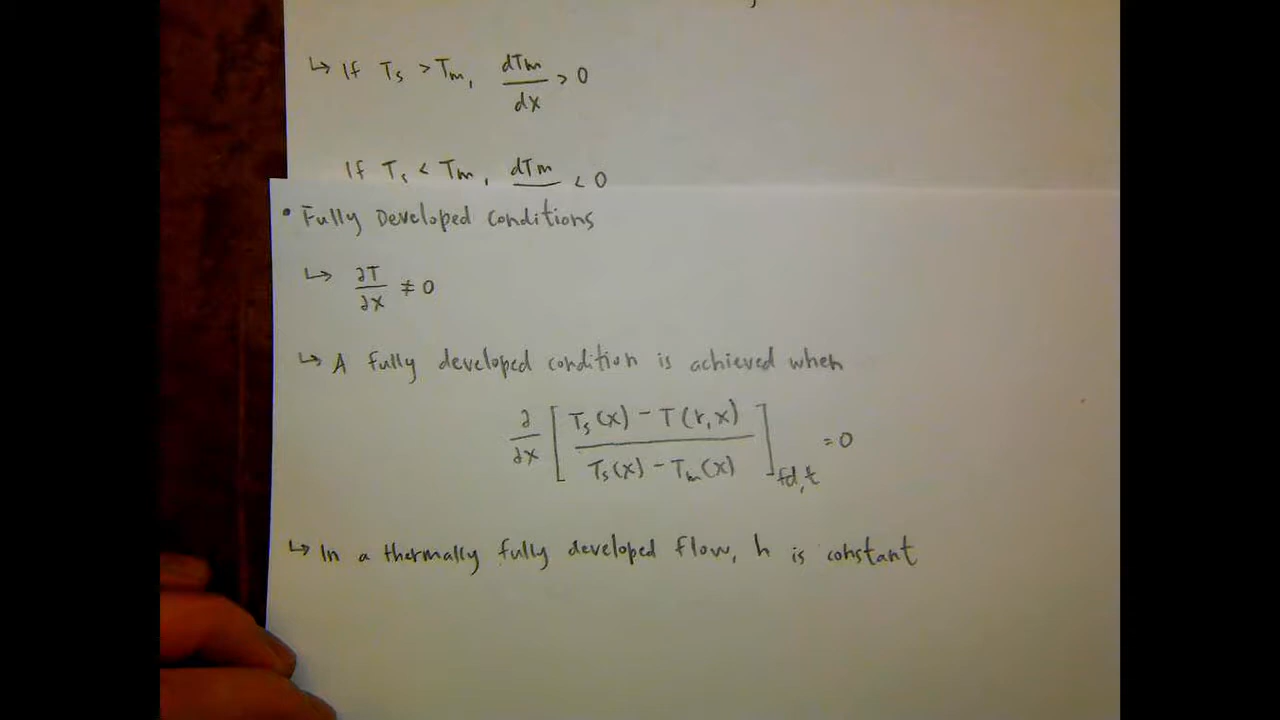 ↳ If Ts > Tm, dTm/dx > 0
If Ts < Tm, dTm < 0
• Fully Developed Conditions
↳ ∂T/∂x ≠ 0
↳ A fully developed condition is achieved when
∂/∂x [ Ts(x) - T(r,x) / Ts(x) - Tm(x) ]fd,t = 0
↳ In a thermally fully developed flow, h is constant